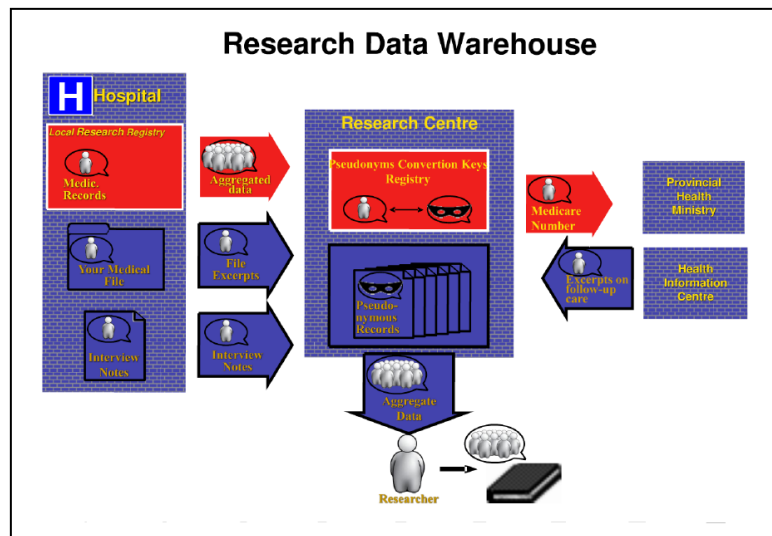 Research Data Warehouse
H Hospital
Local Research Registry
Medic.
Records
Your Medical
File
Interview
Notes
Aggregated
data
File
Excerpts
Interview
Notes
Research Centre
Pseudonyms Convertion Keys
Registry
Pseudo-
nymous
Records
Medicare
Number
Excerpts on
follow-up
care
Provincial
Health
Ministry
Health
Information
Centre
Aggregate
Data
Researcher